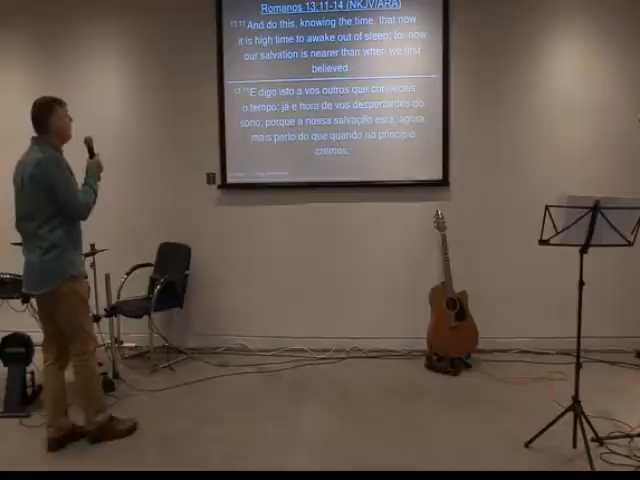 Romanos 13:11-14 (NKJV/ARA)
13:11 And do this, knowing the time, that now
it is high time to awake out of sleep; for now
our salvation is nearer than when we first
believed.
13:11 E digo isto a vós outros que conheceis
o tempo: já é hora de vos despertardes do
sono; porque a nossa salvação está, agora
mais perto do que quando no princípio
cremos.